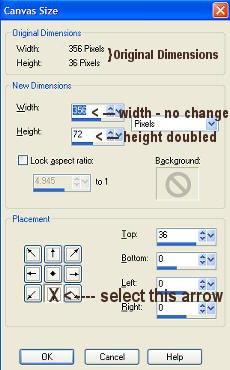 Canvas Size
Original Dimensions
Width: 356 Pixels
Height: 36 Pixels
}Original Dimensions
New Dimensions
Width: 356 <-- width - no change
Pixels
Height: 72 <-- height doubled
Lock aspect ratio: Background:
4.945 to 1
Placement
Top: 36
Bottom: 0
Left: 0
X <---- select this arrow
Right: 0
OK Cancel Help